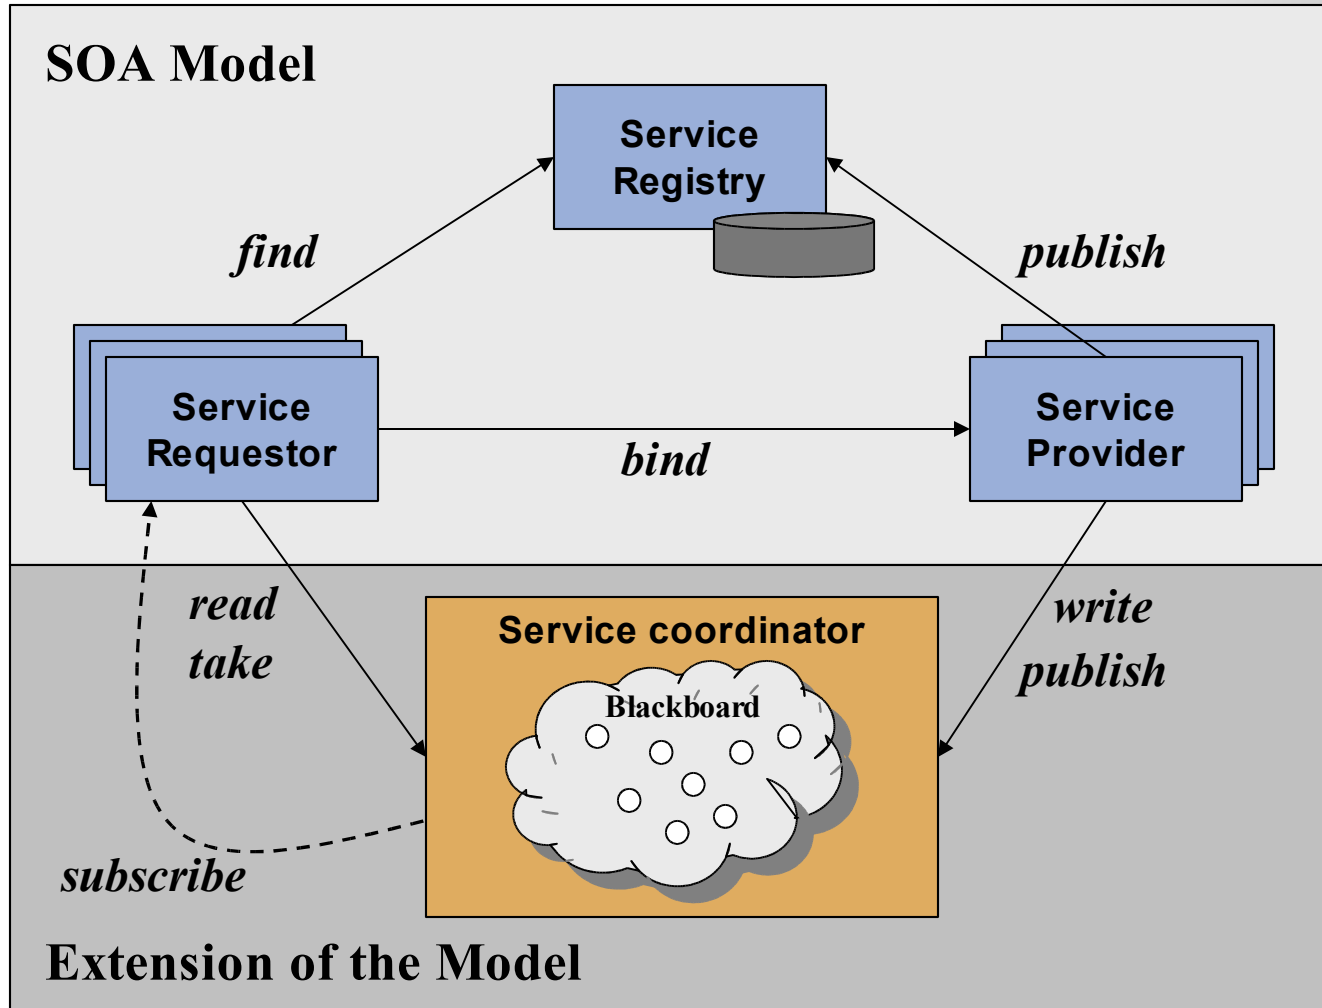 SOA Model
Service
Registry
find
publish
Service
Requestor
bind
Service
Provider
read
take
Service coordinator
Blackboard
write
publish
subscribe
Extension of the Model